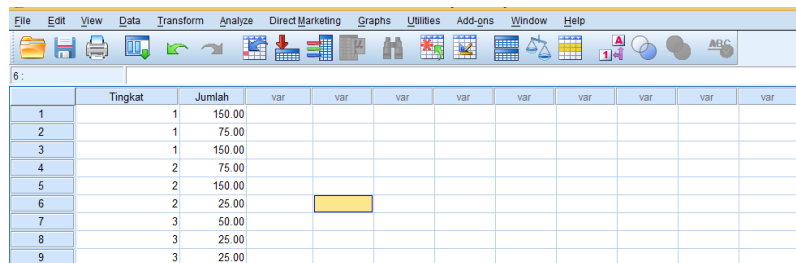 File Edit View Data Transform Analyze Direct Marketing Graphs Utilities Add-ons Window Help
1 A ABC
6 :
Tingkat Jumlah var var var var var var var var var
1 1 150.00
2 1 75.00
3 1 150.00
4 2 75.00
5 2 150.00
6 2 25.00
7 3 50.00
8 3 25.00
9 3 25.00